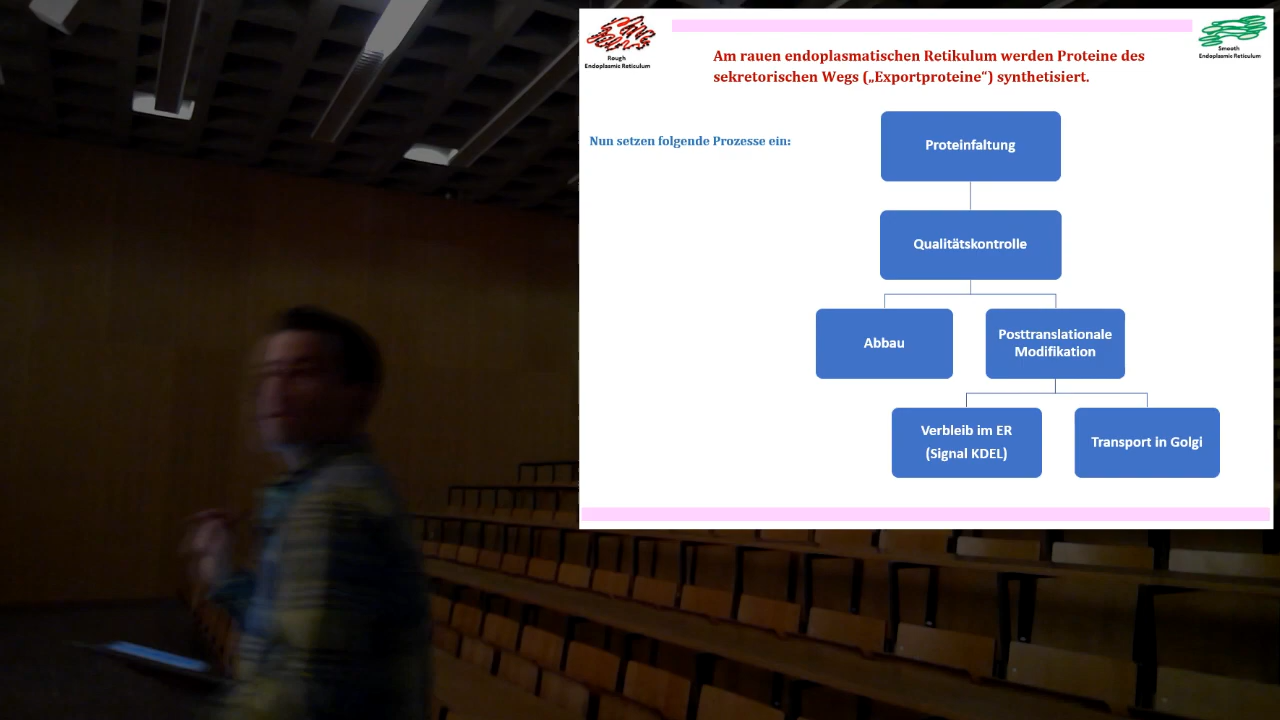 Rough
Endoplasmic Reticulum
Smooth
Endoplasmic Reticulum
Am rauen endoplasmatischen Retikulum werden Proteine des
sekretorischen Wegs („Exportproteine“) synthetisiert.
Nun setzen folgende Prozesse ein:
Proteinfaltung
Qualitätskontrolle
Abbau
Posttranslationale
Modifikation
Verbleib im ER
(Signal KDEL)
Transport in Golgi